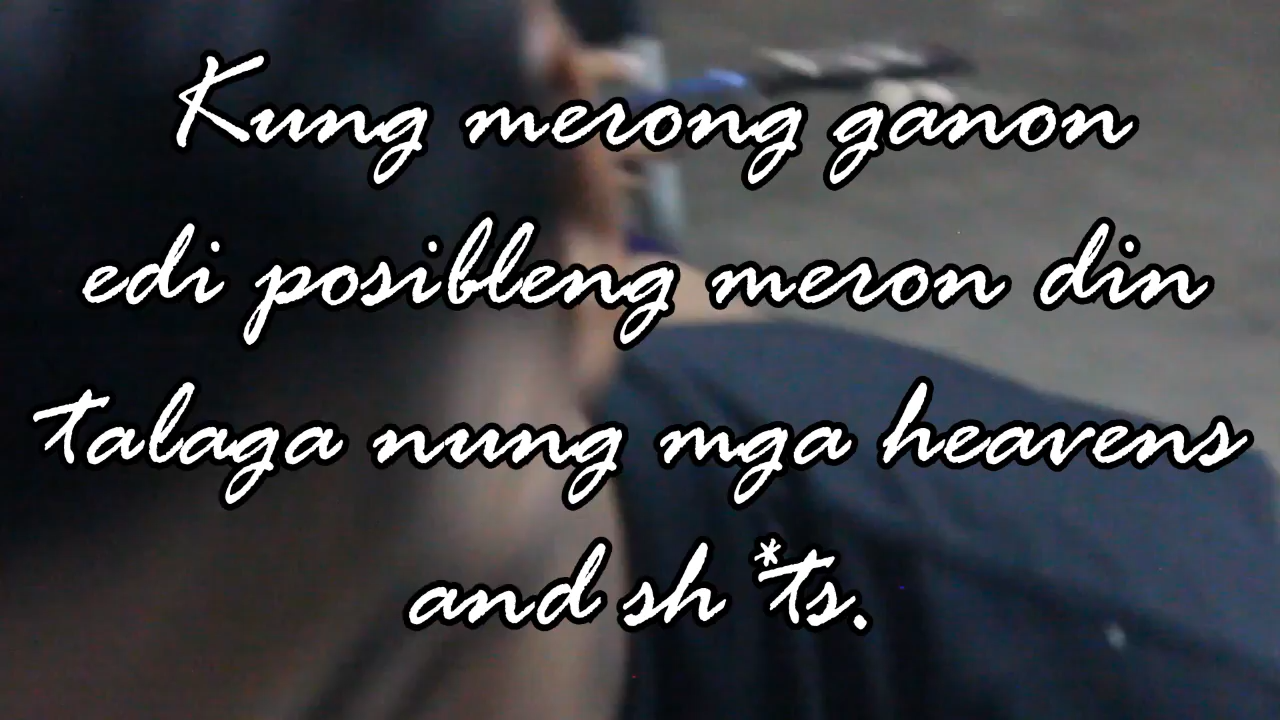 Kung merong ganon
edi posibleng meron din
talaga nung mga heavens
and sh*ts.